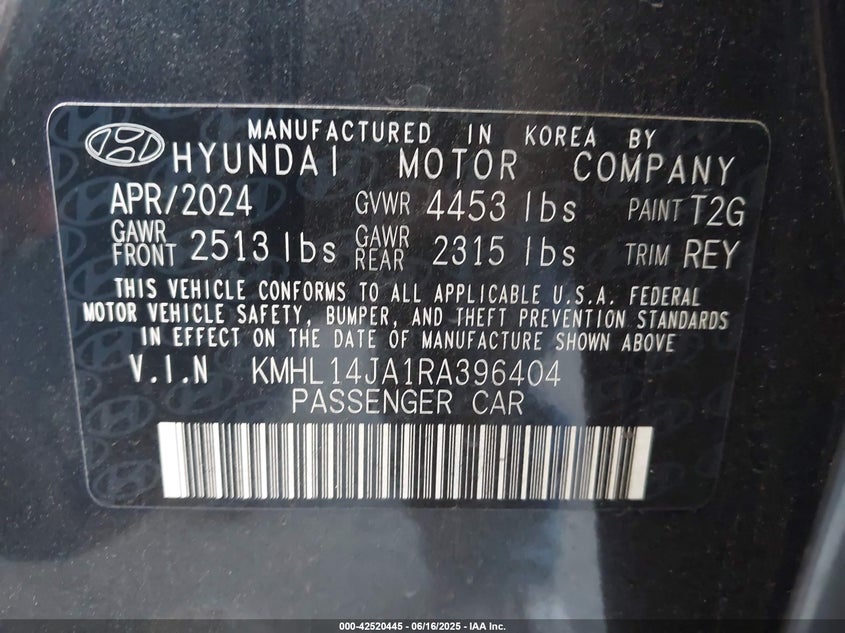 MANUFACTURED IN KOREA BY
HYUNDAI MOTOR COMPANY
APR/2024 GVWR 4453 lbs PAINT T2G
GAWR FRONT 2513 lbs GAWR REAR 2315 lbs TRIM REY
THIS VEHICLE CONFORMS TO ALL APPLICABLE U.S.A. FEDERAL
MOTOR VEHICLE SAFETY, BUMPER, AND THEFT PREVENTION STANDARDS
IN EFFECT ON THE DATE OF MANUFACTURE SHOWN ABOVE
V.I.N KMHL14JA1RA396404
PASSENGER CAR
000-42520445 - 06/16/2025 - IAA Inc.